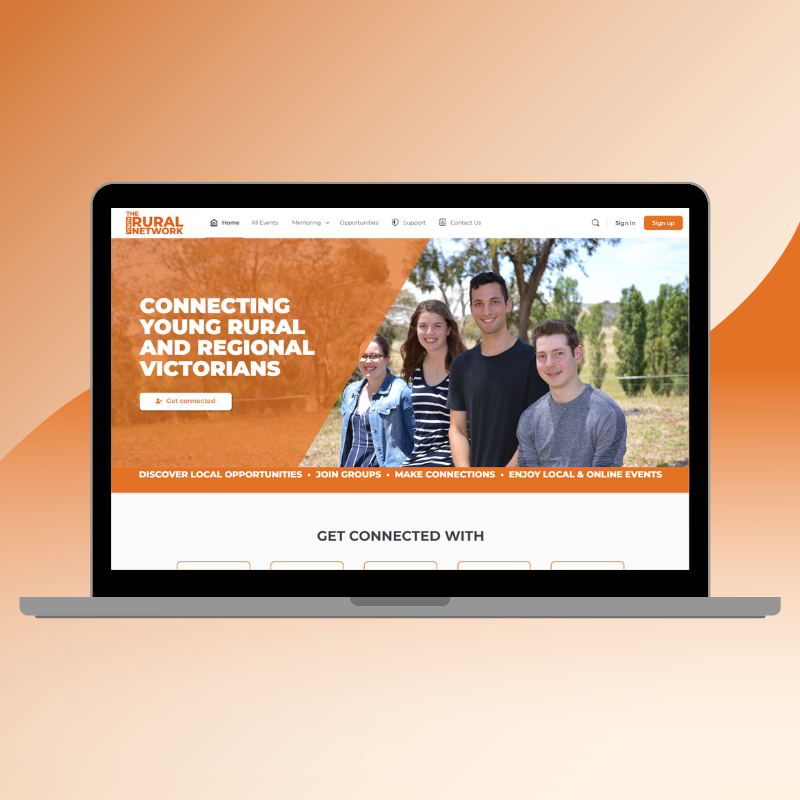 THE
RURAL
NETWORK
Home
All Events
Mentoring
Opportunities
Support
Contact Us
Sign in
Sign up
CONNECTING
YOUNG RURAL
AND REGIONAL
VICTORIANS
Get connected
DISCOVER LOCAL OPPORTUNITIES • JOIN GROUPS • MAKE CONNECTIONS • ENJOY LOCAL & ONLINE EVENTS
GET CONNECTED WITH